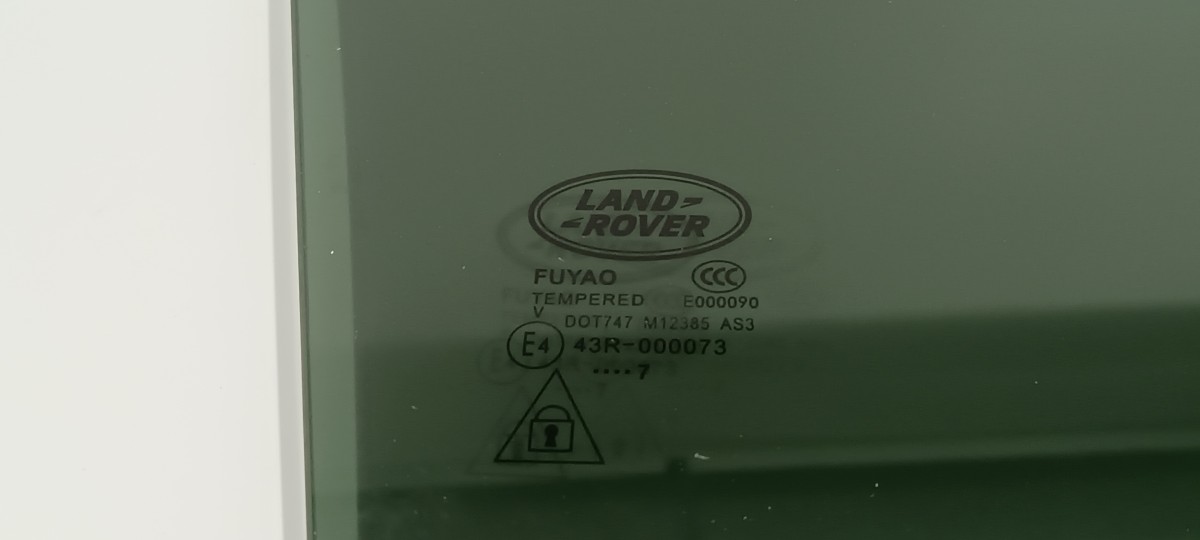 LAND
ROVER
FUYAO CCC
TEMPERED E000090
V
DOT747 M12385 AS3
E4 43R-000073
....7